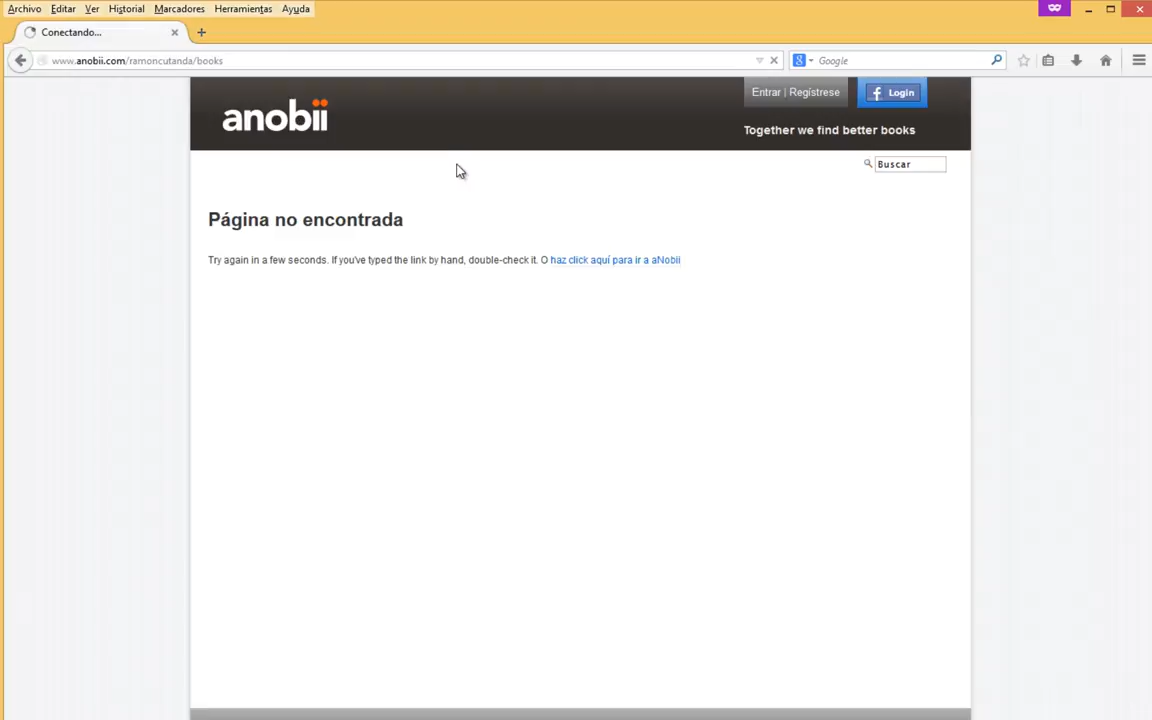 Archivo Editar Ver Historial Marcadores Herramientas Ayuda
Conectando...
www.anobii.com/ramoncutanda/books
Google
anobii
Entrar | Regístrese
f Login
Together we find better books
Buscar
Página no encontrada
Try again in a few seconds. If you've typed the link by hand, double-check it. O haz click aquí para ir a aNobii